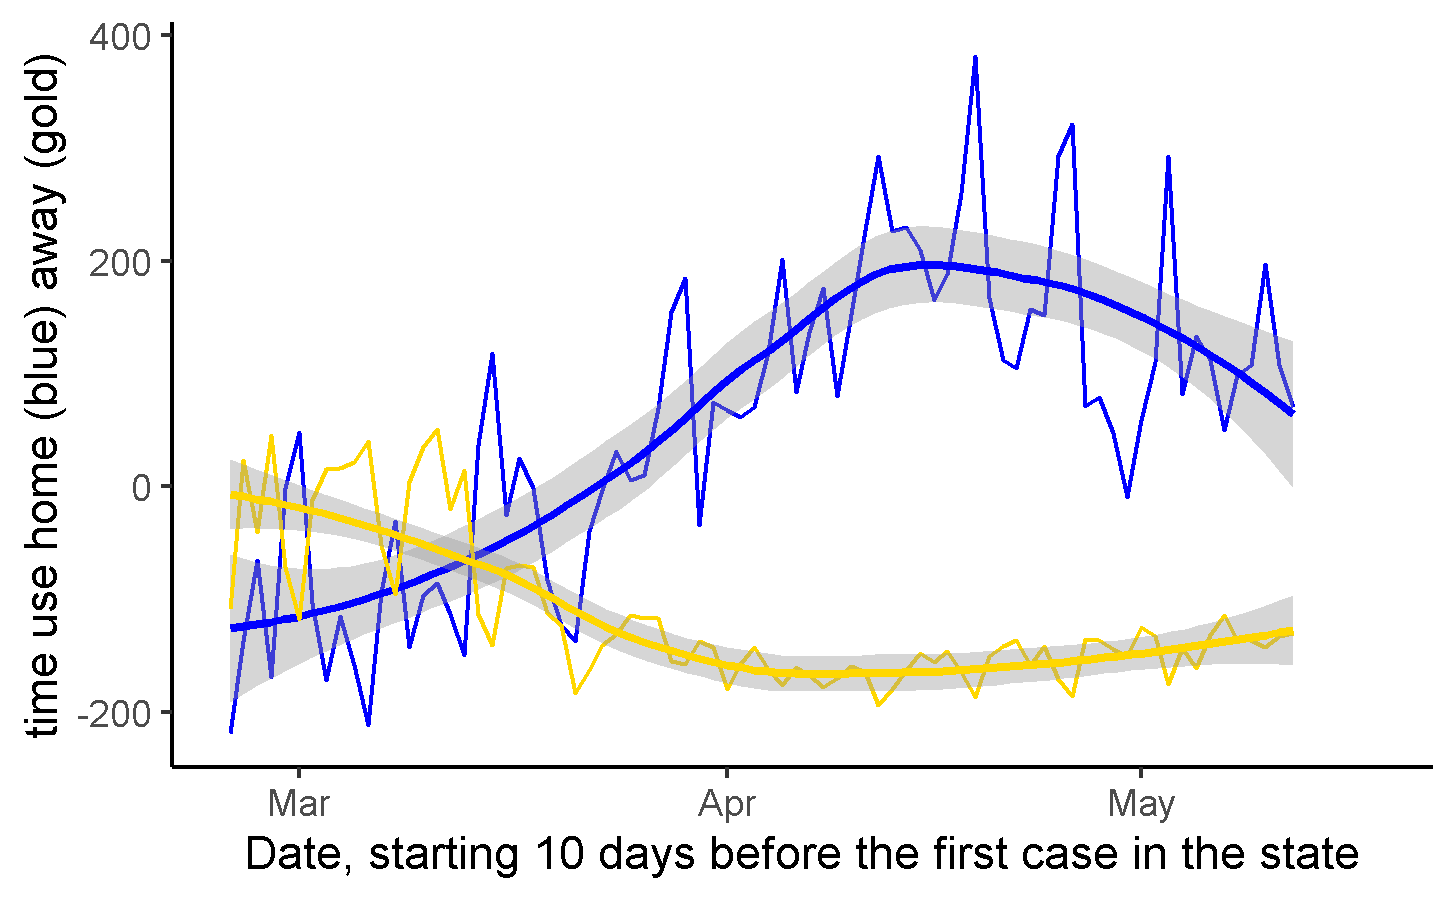 time use home (blue) away (gold)
400
200
0
-200
Mar
Apr
May
Date, starting 10 days before the first case in the state